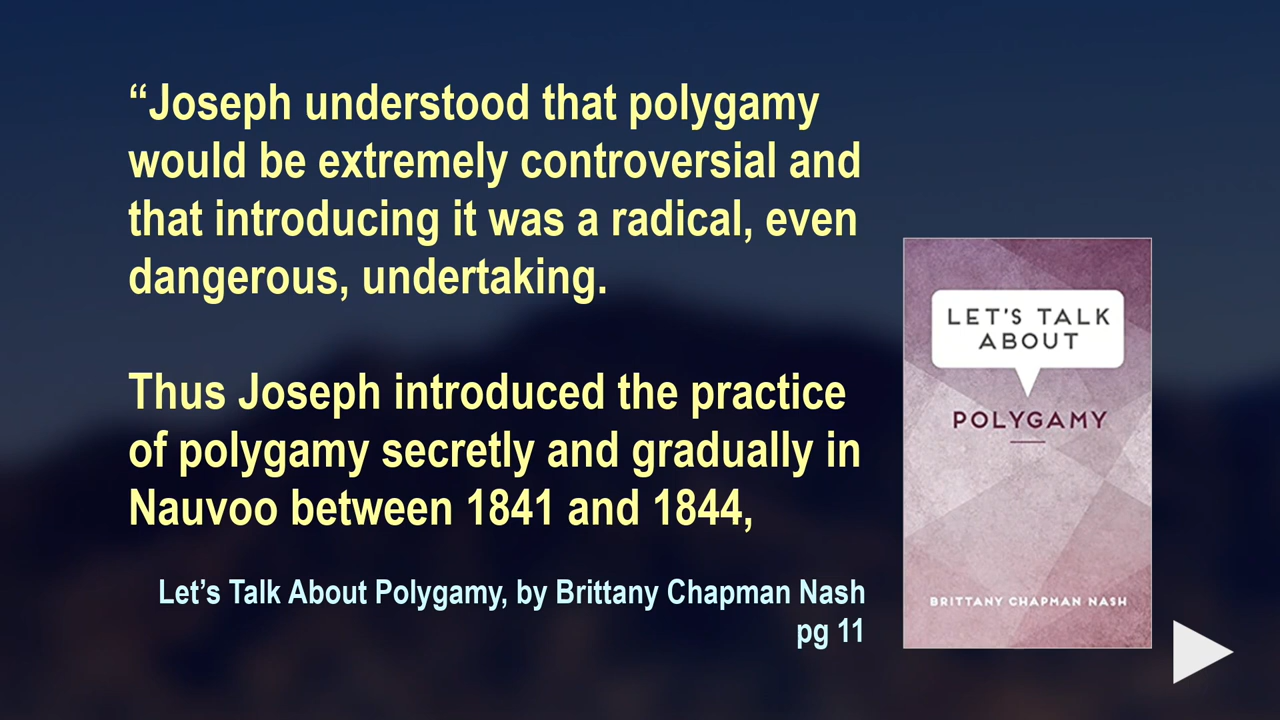 “Joseph understood that polygamy
would be extremely controversial and
that introducing it was a radical, even
dangerous, undertaking.
Thus Joseph introduced the practice
of polygamy secretly and gradually in
Nauvoo between 1841 and 1844,
Let’s Talk About Polygamy, by Brittany Chapman Nash
pg 11
LET’S TALK
ABOUT
POLYGAMY
BRITTANY CHAPMAN NASH